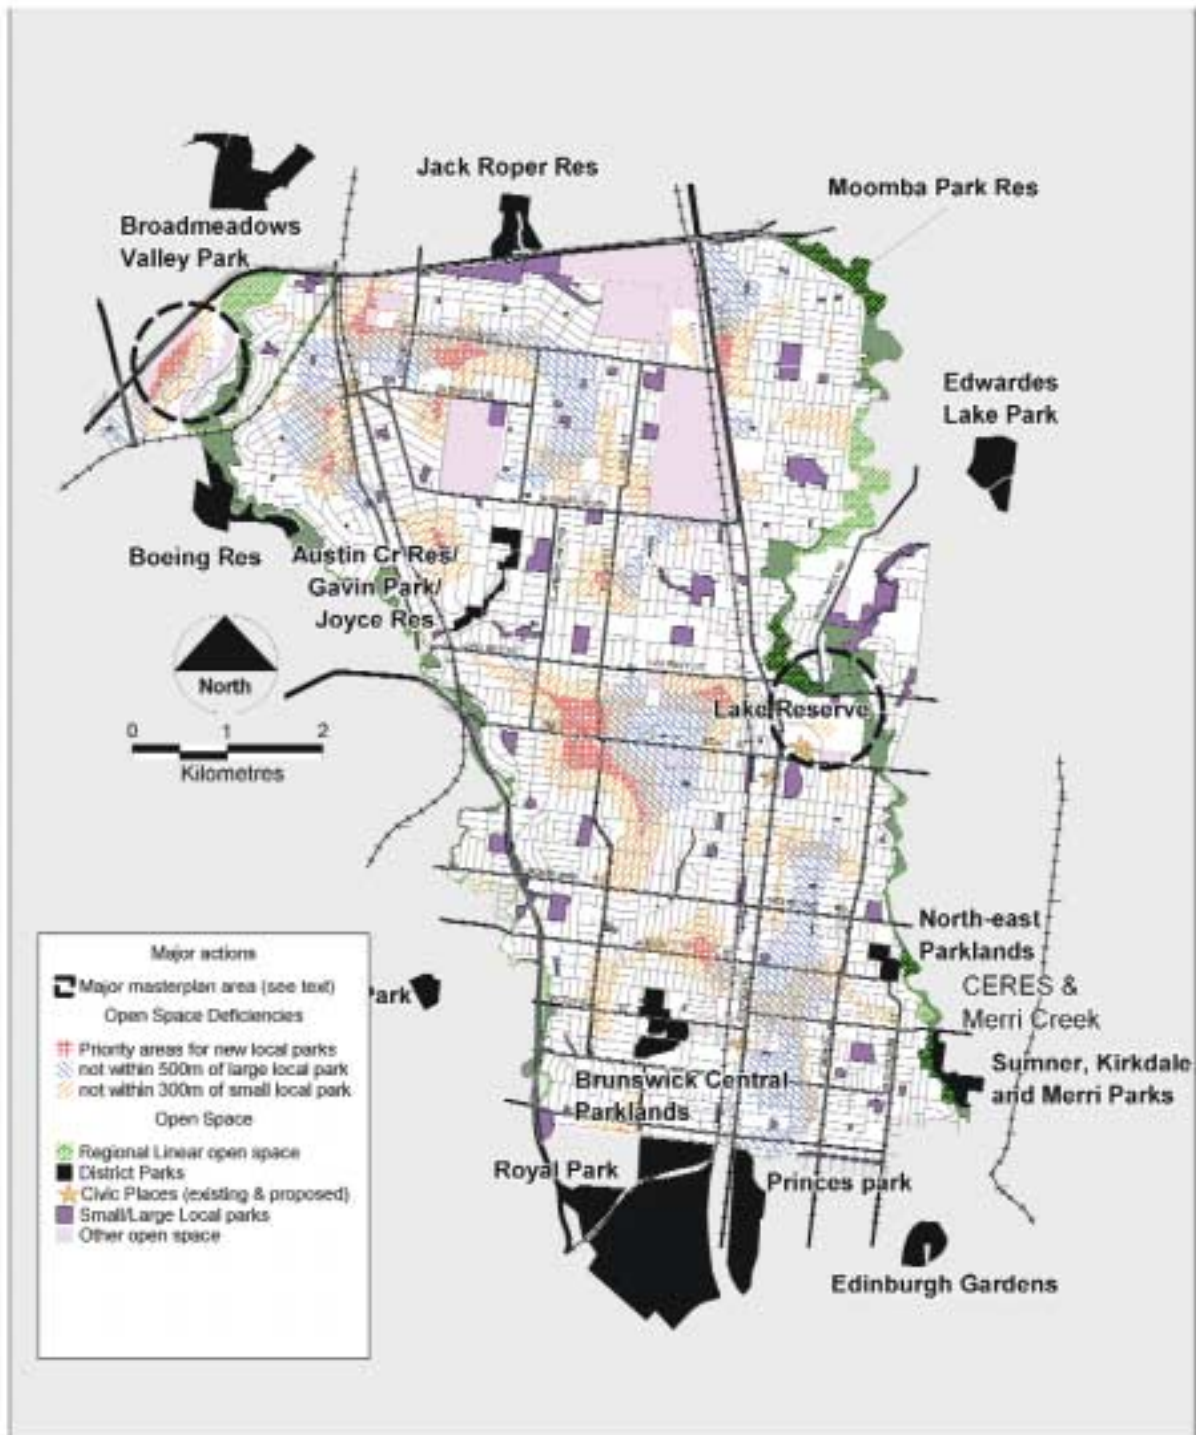 Jack Roper Res
Moomba Park Res
Broadmeadows
Valley Park
Edwardes
Lake Park
Boeing Res
Austin Cr Res/
Gavin Park/
Joyce Res
North
Lake Reserve
0 1 2
Kilometres
North-east
Parklands
CERES &
Merri Creek
Park
Sumner, Kirkdale
and Merri Parks
Brunswick Central
Parklands
Royal Park
Princes park
Edinburgh Gardens
Major actions
Major masterplan area (see text)
Open Space Deficiencies
Priority areas for new local parks
not within 500m of large local park
not within 300m of small local park
Open Space
Regional Linear open space
District Parks
Civic Places (existing & proposed)
Small/Large Local parks
Other open space